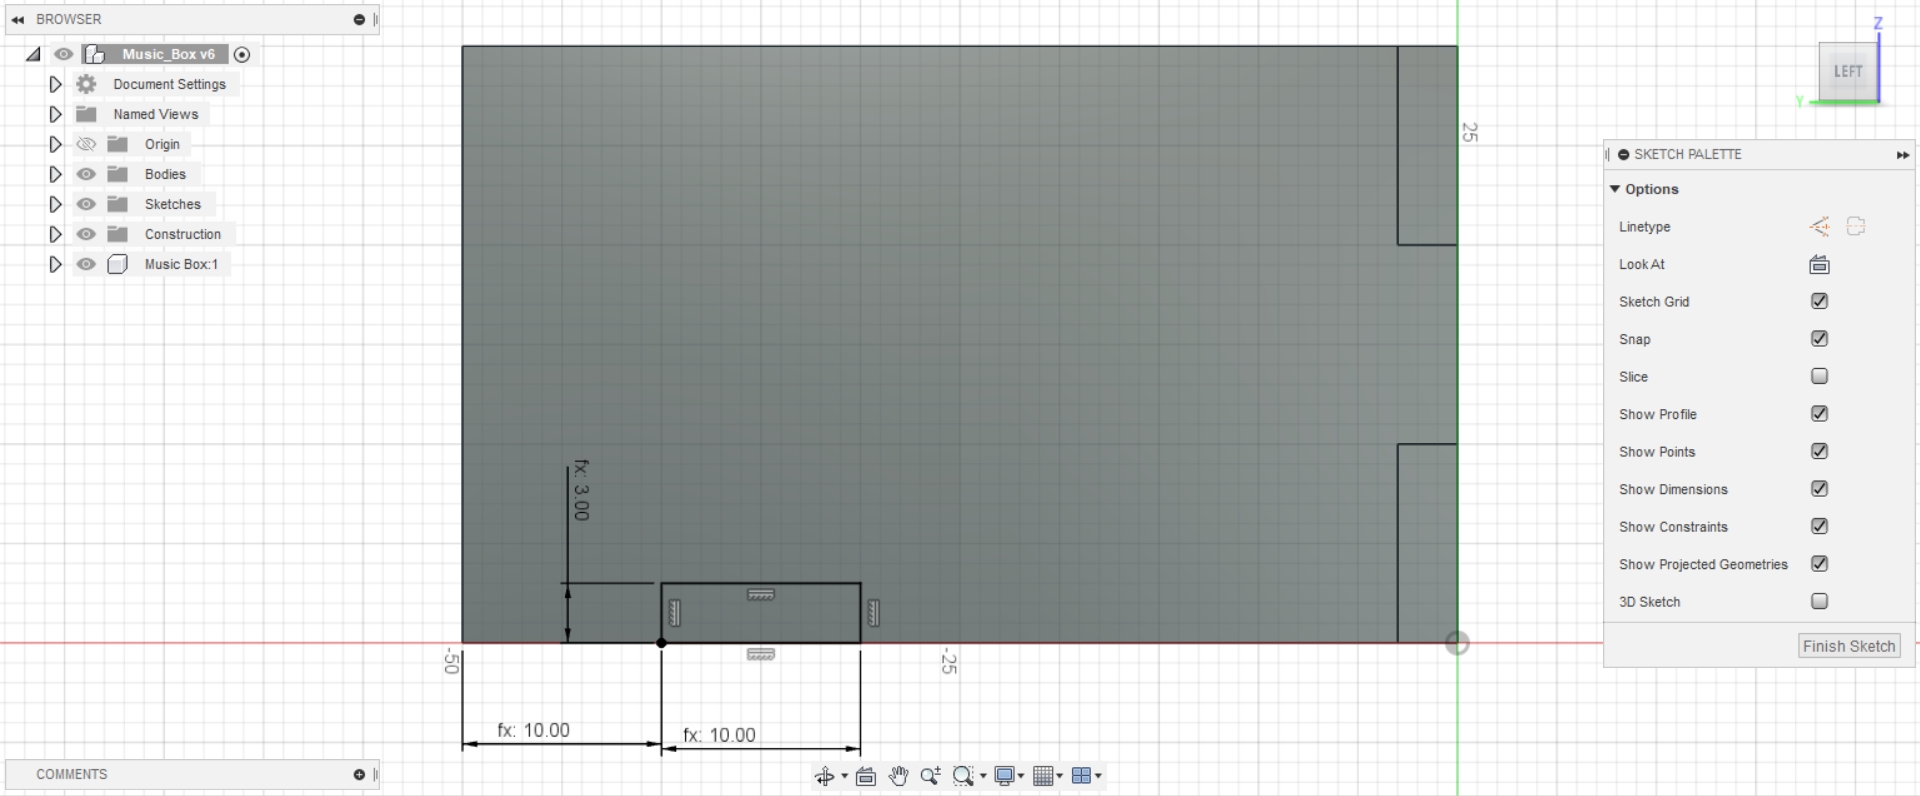 BROWSER
Music_Box v6
Document Settings
Named Views
Origin
Bodies
Sketches
Construction
Music Box:1
Z
LEFT
Y
25
SKETCH PALETTE
Options
Linetype
Look At
Sketch Grid
Snap
Slice
Show Profile
Show Points
Show Dimensions
Show Constraints
Show Projected Geometries
3D Sketch
Finish Sketch
fx: 3.00
-50
-25
fx: 10.00
fx: 10.00
COMMENTS